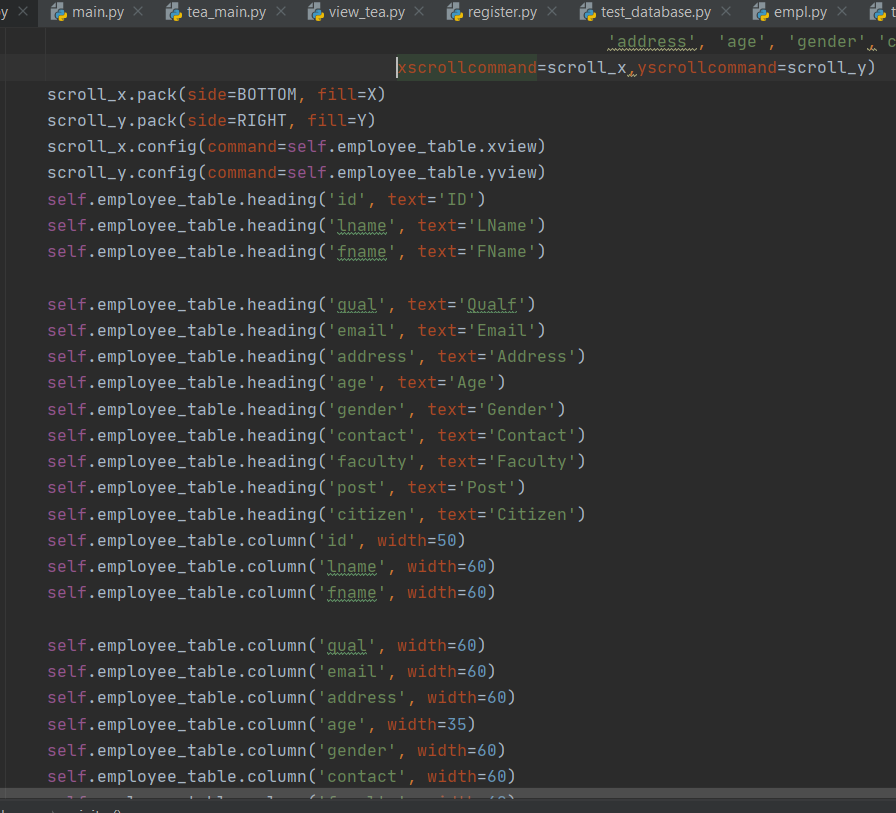 y main.py tea_main.py view_tea.py register.py test_database.py empl.py t
'address', 'age', 'gender','c
xscrollcommand=scroll_x,yscrollcommand=scroll_y)
scroll_x.pack(side=BOTTOM, fill=X)
scroll_y.pack(side=RIGHT, fill=Y)
scroll_x.config(command=self.employee_table.xview)
scroll_y.config(command=self.employee_table.yview)
self.employee_table.heading('id', text='ID')
self.employee_table.heading('lname', text='LName')
self.employee_table.heading('fname', text='FName')
self.employee_table.heading('qual', text='Qualf')
self.employee_table.heading('email', text='Email')
self.employee_table.heading('address', text='Address')
self.employee_table.heading('age', text='Age')
self.employee_table.heading('gender', text='Gender')
self.employee_table.heading('contact', text='Contact')
self.employee_table.heading('faculty', text='Faculty')
self.employee_table.heading('post', text='Post')
self.employee_table.heading('citizen', text='Citizen')
self.employee_table.column('id', width=50)
self.employee_table.column('lname', width=60)
self.employee_table.column('fname', width=60)
self.employee_table.column('qual', width=60)
self.employee_table.column('email', width=60)
self.employee_table.column('address', width=60)
self.employee_table.column('age', width=35)
self.employee_table.column('gender', width=60)
self.employee_table.column('contact', width=60)